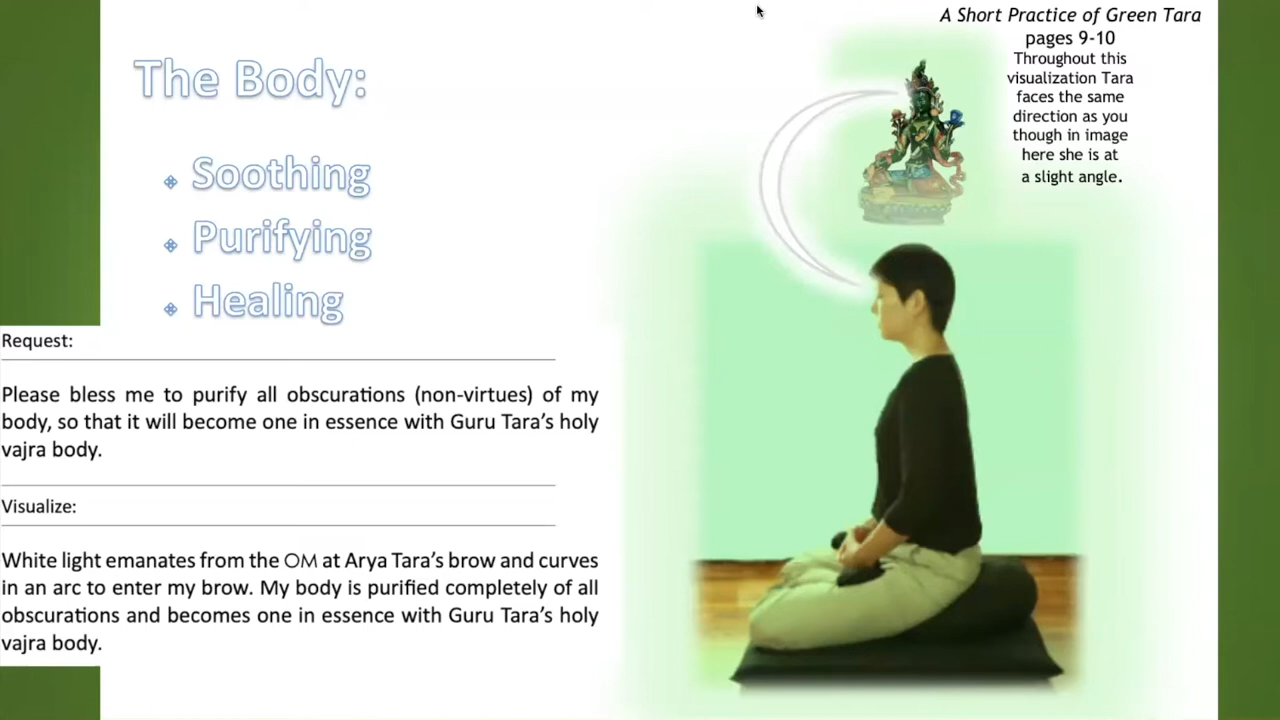 The Body:
Soothing
Purifying
Healing
Request:
Please bless me to purify all obscurations (non-virtues) of my
body, so that it will become one in essence with Guru Tara’s holy
vajra body.
Visualize:
White light emanates from the OM at Arya Tara’s brow and curves
in an arc to enter my brow. My body is purified completely of all
obscurations and becomes one in essence with Guru Tara’s holy
vajra body.
A Short Practice of Green Tara
pages 9-10
Throughout this
visualization Tara
faces the same
direction as you
though in image
here she is at
a slight angle.